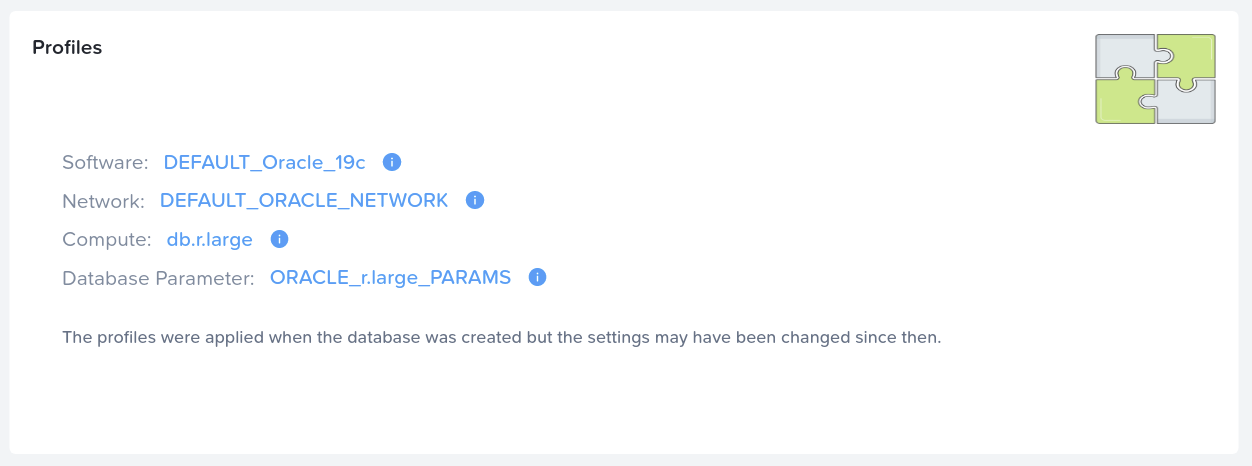 Profiles
Software: DEFAULT_Oracle_19c
Network: DEFAULT_ORACLE_NETWORK
Compute: db.r.large
Database Parameter: ORACLE_r.large_PARAMS
The profiles were applied when the database was created but the settings may have been changed since then.